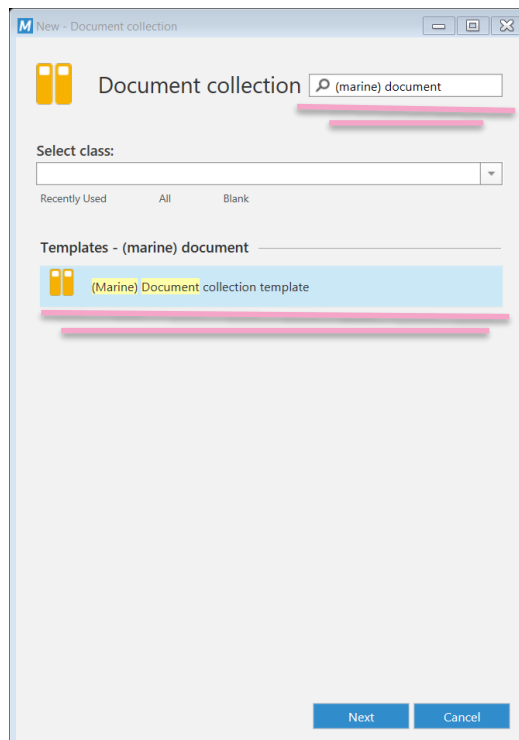 M New - Document collection
Document collection (marine) document
Select class:
Recently Used All Blank
Templates - (marine) document
(Marine) Document collection template
Next Cancel